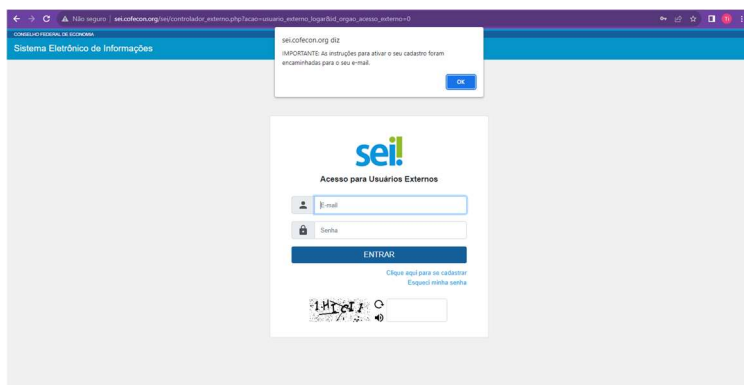 Não seguro | sei.cofecon.org/sei/controlador_externo.php?acao=usuario_externo_logar&id_orgao_acesso_externo=0
CONSELHO FEDERAL DE ECONOMIA
Sistema Eletrônico de Informações
sei.cofecon.org diz
IMPORTANTE: As instruções para ativar o seu cadastro foram
encaminhadas para o seu e-mail.
OK
sei!
Acesso para Usuários Externos
E-mail
Senha
ENTRAR
Clique aqui para se cadastrar
Esqueci minha senha